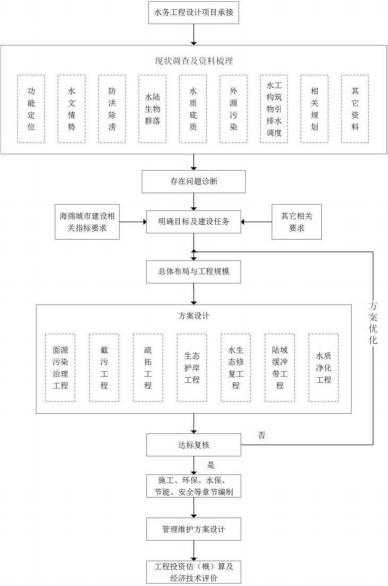 水务工程设计项目承接
现状调查及资料梳理
功能定位
水文情势
防洪除涝
水陆生物群落
水质底质
外源污染
水工构筑物引排水调度
相关规划
其它资料
存在问题诊断
海绵城市建设相
关指标要求
明确目标及建设任务
其它相关
要求
总体布局与工程规模
方案优化
方案设计
面源
污染
治理
工程
截
污
工
程
疏
拓
工
程
生态
护岸
工程
水生
态修
复工
程
陆域
缓冲
带工
程
水质
净化
工程
达标复核
否
是
施工、环保、水保、
节能、安全等章节编制
管理维护方案设计
工程投资估（概）算及
经济技术评价